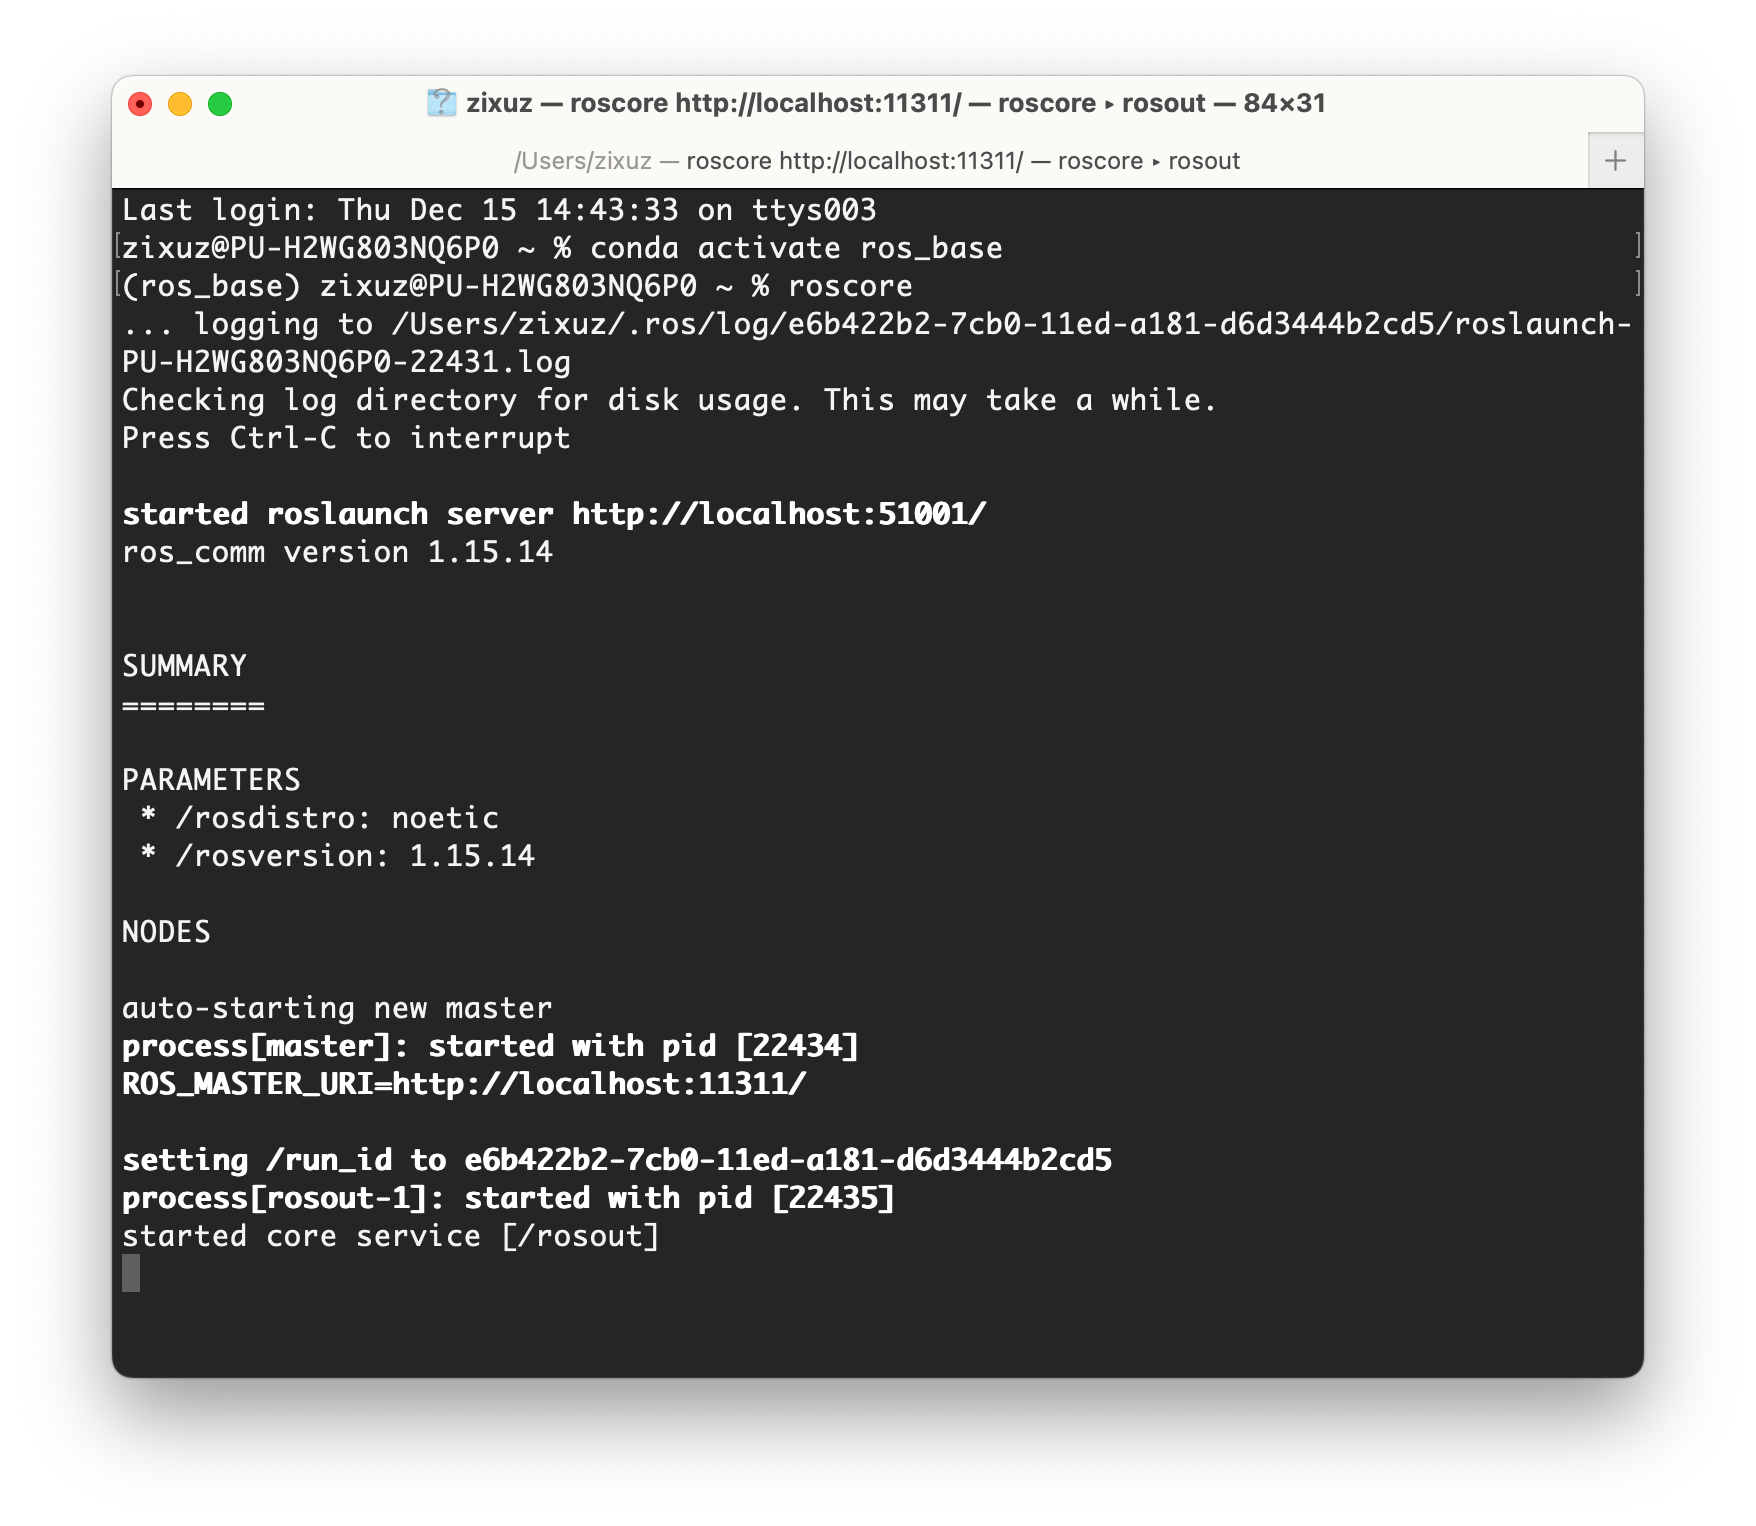 zixuz — roscore http://localhost:11311/ — roscore ▸ rosout — 84×31
/Users/zixuz — roscore http://localhost:11311/ — roscore ▸ rosout
Last login: Thu Dec 15 14:43:33 on ttys003
[zixuz@PU-H2WG803NQ6P0 ~ % conda activate ros_base ]
[(ros_base) zixuz@PU-H2WG803NQ6P0 ~ % roscore ]
... logging to /Users/zixuz/.ros/log/e6b422b2-7cb0-11ed-a181-d6d3444b2cd5/roslaunch-
PU-H2WG803NQ6P0-22431.log
Checking log directory for disk usage. This may take a while.
Press Ctrl-C to interrupt
started roslaunch server http://localhost:51001/
ros_comm version 1.15.14
SUMMARY
========
PARAMETERS
 * /rosdistro: noetic
 * /rosversion: 1.15.14
NODES
auto-starting new master
process[master]: started with pid [22434]
ROS_MASTER_URI=http://localhost:11311/
setting /run_id to e6b422b2-7cb0-11ed-a181-d6d3444b2cd5
process[rosout-1]: started with pid [22435]
started core service [/rosout]